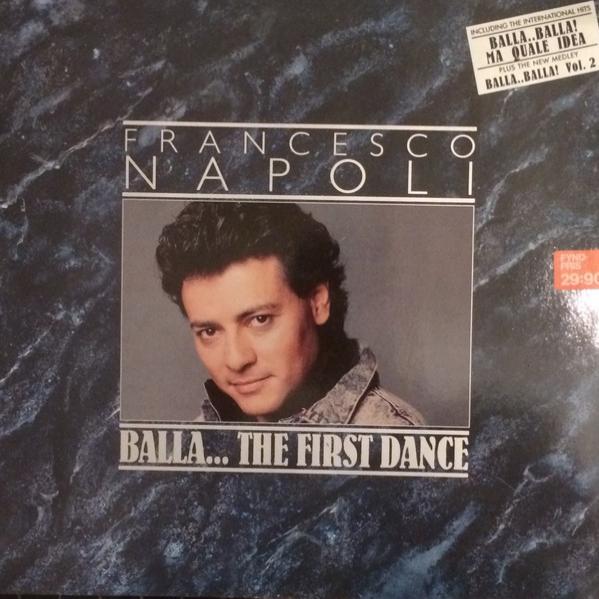 INCLUDING THE INTERNATIONAL HITS
BALLA..BALLA!
MA QUALE IDEA
PLUS THE NEW MEDLEY
BALLA..BALLA! Vol. 2
FRANCESCO
NAPOLI
FYND-
PRIS
29:90
BALLA... THE FIRST DANCE